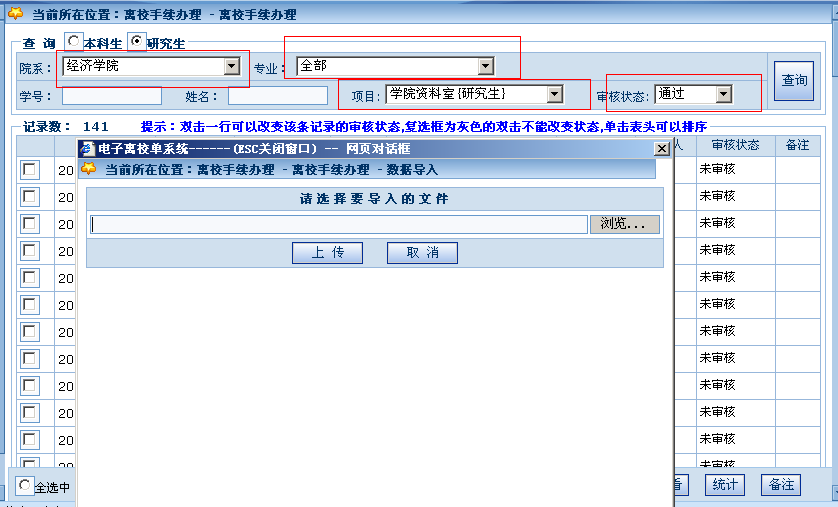 当前所在位置：离校手续办理 - 离校手续办理
查 询 本科生 研究生
院系： 经济学院 专业： 全部
学号： 姓名： 项目: 学院资料室{研究生} 审核状态: 通过 查询
记录数： 141 提示：双击一行可以改变该条记录的审核状态,复选框为灰色的双击不能改变状态,单击表头可以排序
人 审核状态 备注
电子离校单系统------(ESC关闭窗口) -- 网页对话框
当前所在位置：离校手续办理 - 离校手续办理 - 数据导入
请选择要导入的文件
浏览...
上 传 取 消
20 未审核
20 未审核
20 未审核
20 未审核
20 未审核
20 未审核
20 未审核
20 未审核
20 未审核
20 未审核
20 未审核
未审核
全选中 看 统计 备注